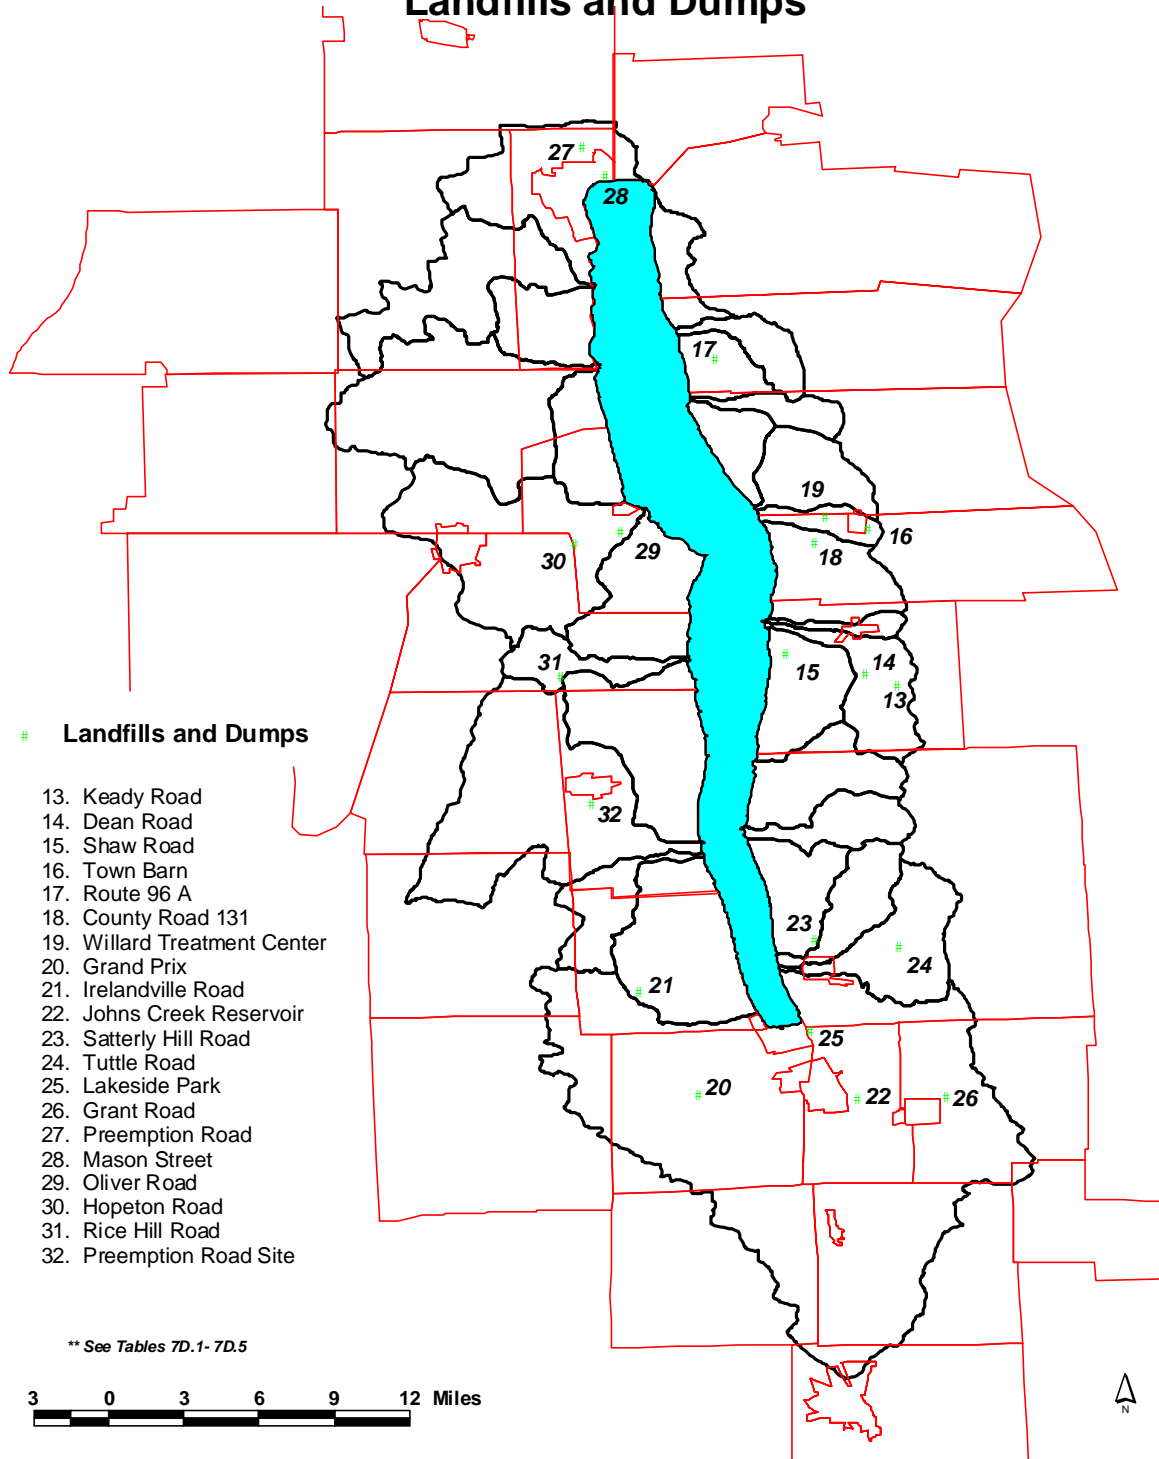 Landfills and Dumps
27
28
17
19
16
18
29
30
14
15
13
31
32
23
24
21
25
20
22
26
# Landfills and Dumps
13. Keady Road
14. Dean Road
15. Shaw Road
16. Town Barn
17. Route 96 A
18. County Road 131
19. Willard Treatment Center
20. Grand Prix
21. Irelandville Road
22. Johns Creek Reservoir
23. Satterly Hill Road
24. Tuttle Road
25. Lakeside Park
26. Grant Road
27. Preemption Road
28. Mason Street
29. Oliver Road
30. Hopeton Road
31. Rice Hill Road
32. Preemption Road Site
** See Tables 7D.1- 7D.5
3 0 3 6 9 12 Miles
N